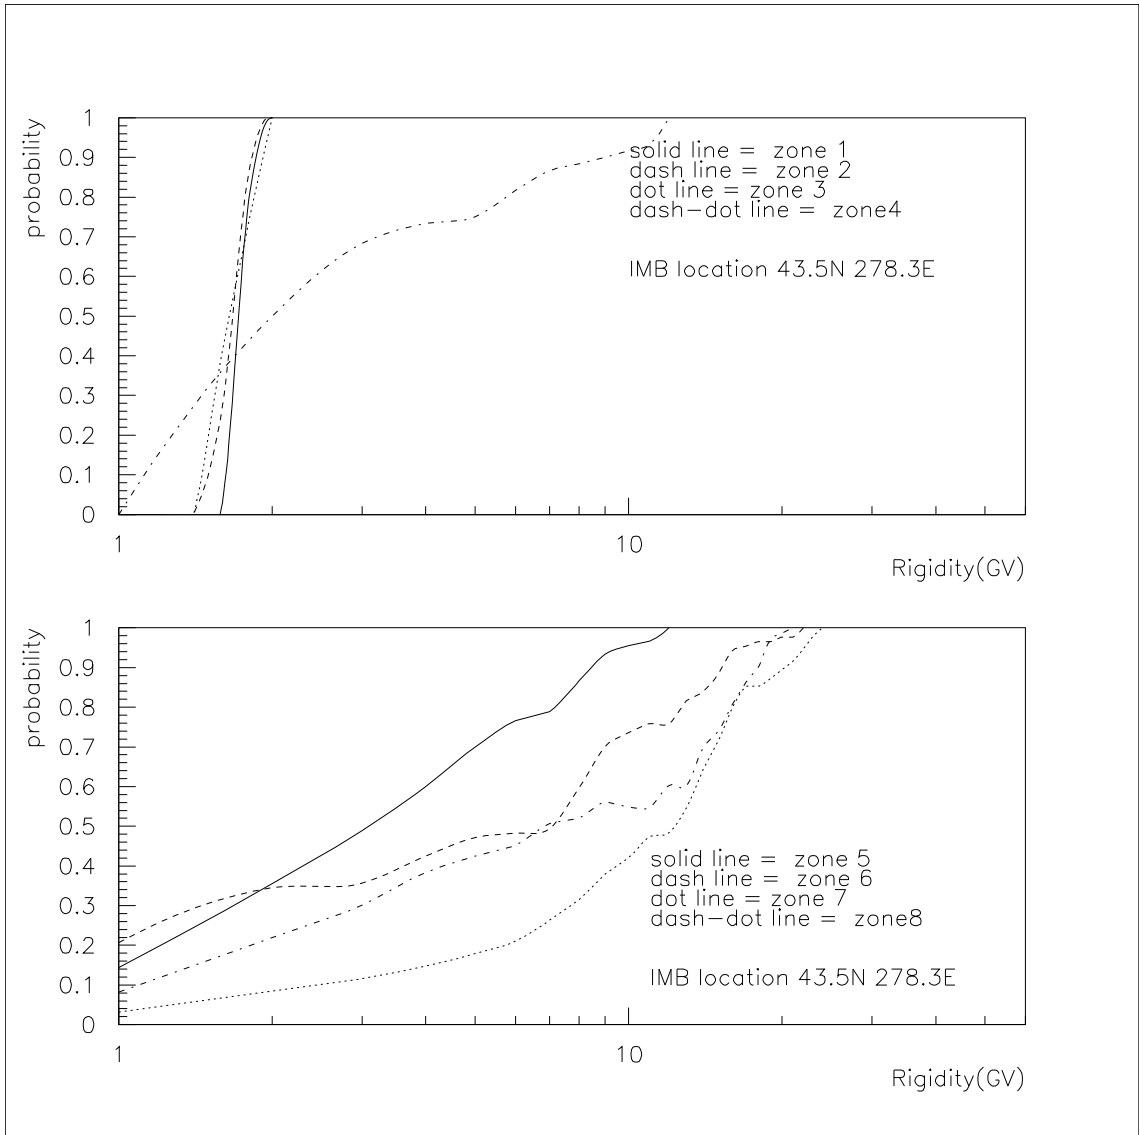 probability
1
0.9
0.8
0.7
0.6
0.5
0.4
0.3
0.2
0.1
0
solid line = zone 1
dash line = zone 2
dot line = zone 3
dash-dot line = zone4
IMB location 43.5N 278.3E
1
10
Rigidity(GV)
probability
1
0.9
0.8
0.7
0.6
0.5
0.4
0.3
0.2
0.1
0
solid line = zone 5
dash line = zone 6
dot line = zone 7
dash-dot line = zone8
IMB location 43.5N 278.3E
1
10
Rigidity(GV)